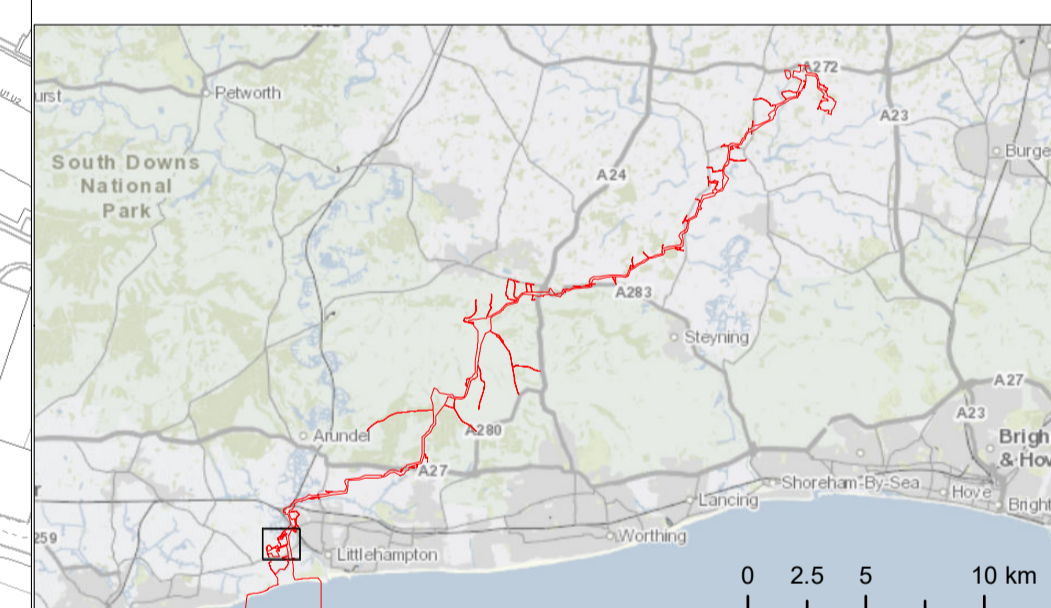 A272
Petworth
urst
A23
Burge
South Downs
National
Park
A24
A283
Steyning
A27
A23
Arundel
A280
Brigh
& Hov
A27
Shoreham-By-Sea
Hove
Lancing
Bright
r
259
Worthing
Littlehampton
0 2.5 5 10 km